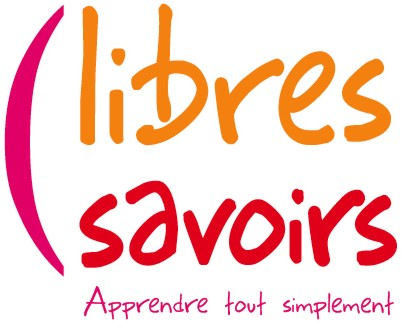 libres
savoirs
Apprendre tout simplement